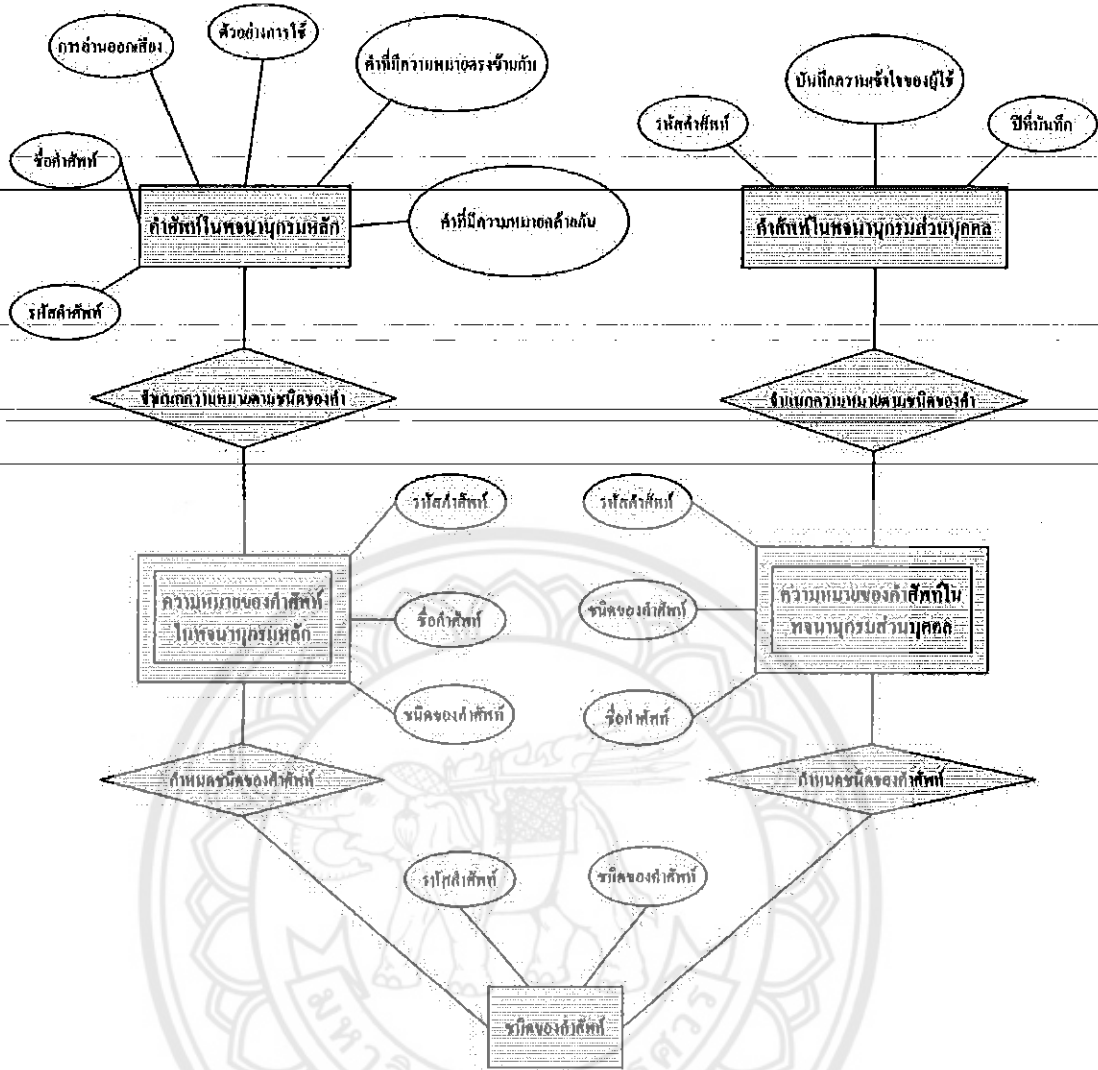 การอ่านออกเสียง
ตัวอย่างการใช้
คำที่มีความหมายตรงข้ามกัน
บันทึกความเข้าใจของผู้ใช้
รหัสคำศัพท์
ปีที่บันทึก
ชื่อคำศัพท์
คำศัพท์ในพจนานุกรมหลัก
คำที่มีความหมายคล้ายกัน
คำศัพท์ในพจนานุกรมส่วนบุคคล
รหัสคำศัพท์
จำแนกความหมายตามชนิดของคำ
จำแนกความหมายตามชนิดของคำ
รหัสคำศัพท์
รหัสคำศัพท์
ความหมายของคำศัพท์
ในพจนานุกรมหลัก
ชื่อคำศัพท์
ชนิดของคำศัพท์
ความหมายของคำศัพท์ใน
พจนานุกรมส่วนบุคคล
ชนิดของคำศัพท์
ชื่อคำศัพท์
กำหนดชนิดของคำศัพท์
กำหนดชนิดของคำศัพท์
รหัสคำศัพท์
ชนิดของคำศัพท์
ชนิดของคำศัพท์